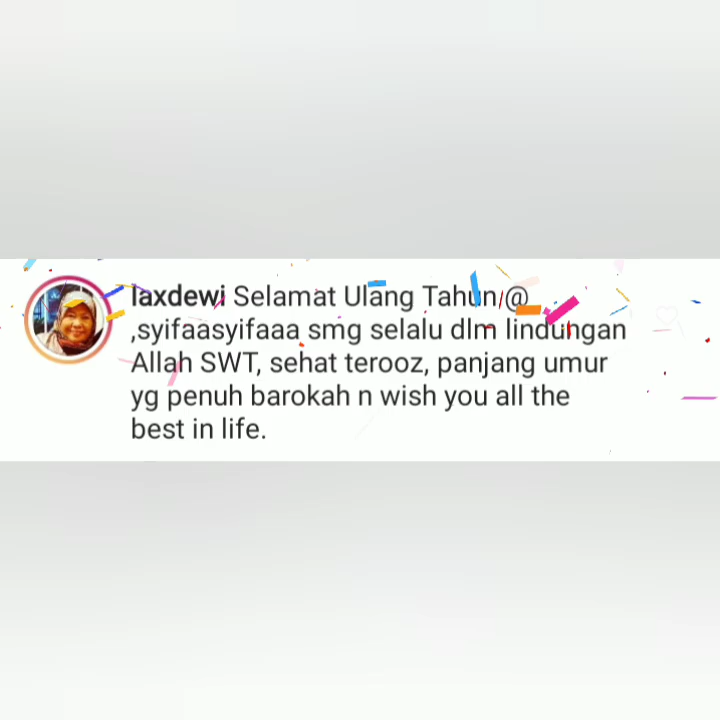 laxdewi Selamat Ulang Tahun @
,syifaasyifaaa smg selalu dlm lindungan
Allah SWT, sehat terooz, panjang umur
yg penuh barokah n wish you all the
best in life.